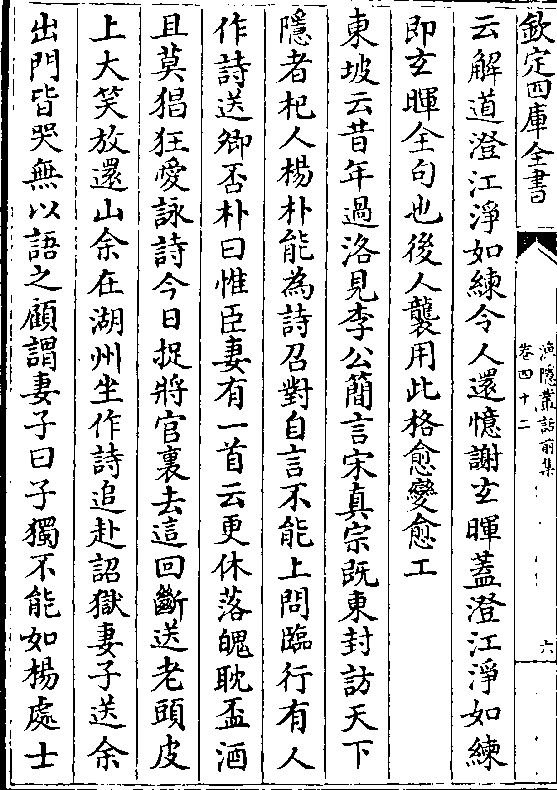 欽定四庫全書
漁隱叢話前集
卷四十二
六
云解道澄江淨如練令人還憶謝玄暉蓋澄江淨如練
即玄暉全句也後人襲用此格愈變愈工
東坡云昔年過洛見李公簡言宋真宗既東封訪天下
隱者杞人楊朴能為詩召對自言不能上問臨行有人
作詩送卿否朴曰惟臣妻有一首云更休落魄耽盃酒
且莫猖狂愛詠詩今日捉將官裏去這回斷送老頭皮
上大笑放還山余在湖州坐作詩追赴詔獄妻子送余
出門皆哭無以語之顧謂妻子曰子獨不能如楊處士